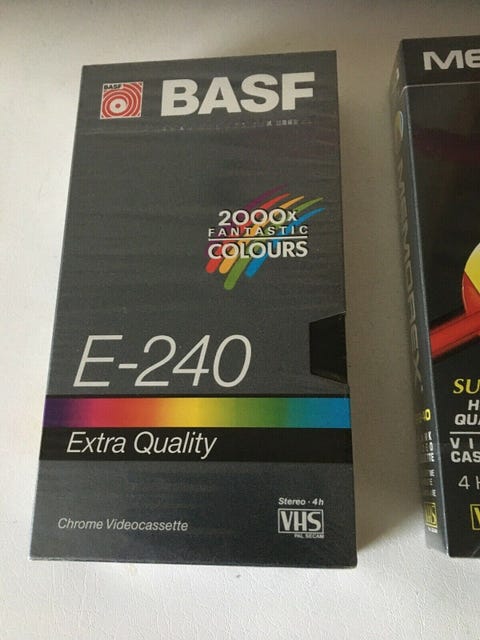 BASF
BASF
2000x
FANTASTIC
COLOURS
E-240
Extra Quality
Stereo · 4h
VHS
PAL SECAM
Chrome Videocassette
ME
MEMOREX
SU
H
QUA
VI
CAS
4 H